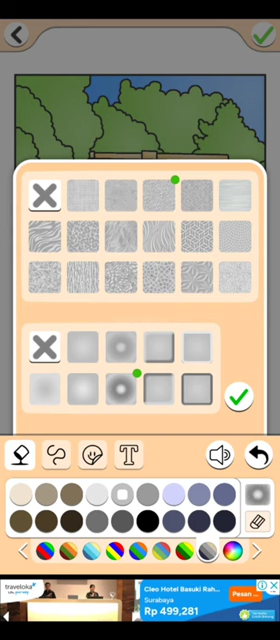 T
traveloka
Cleo Hotel Basuki Rah...
Surabaya
Rp 499,281
Pesan ...